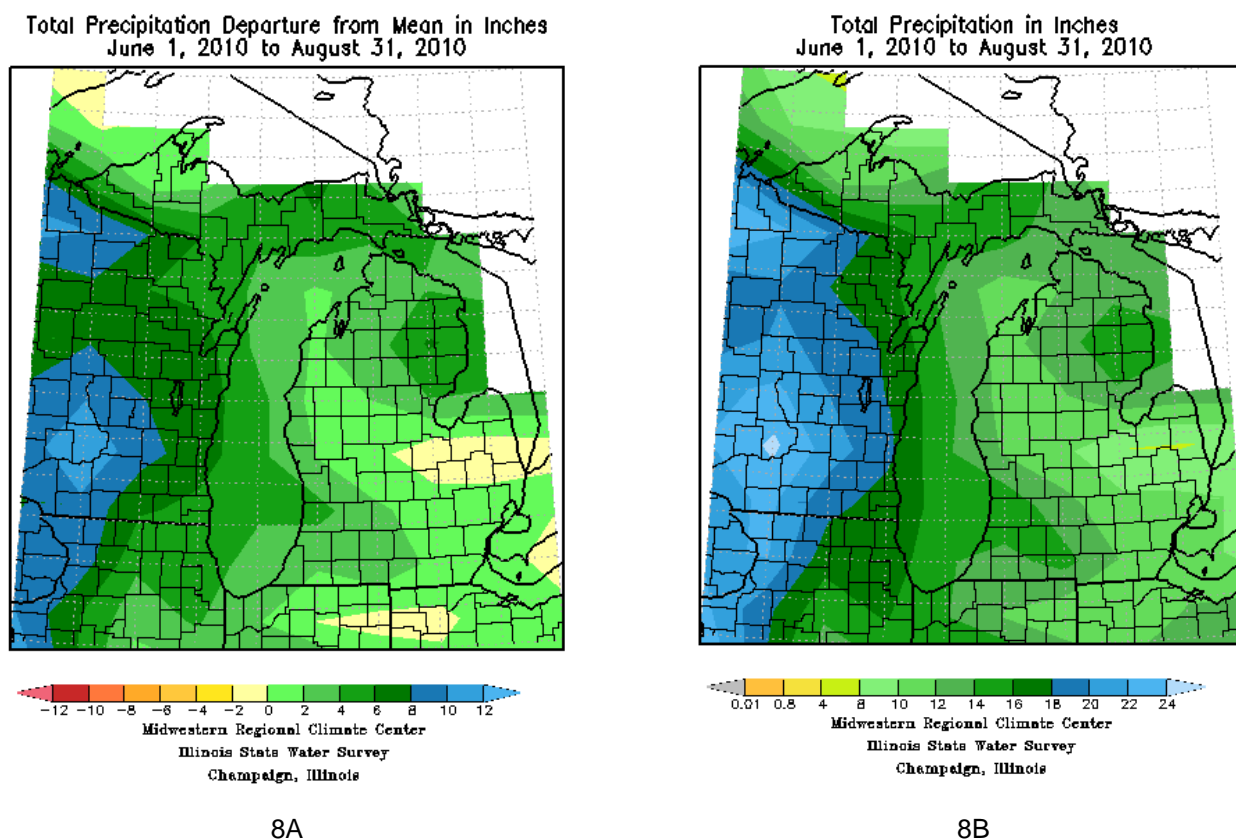 Total Precipitation Departure from Mean in Inches
June 1, 2010 to August 31, 2010
-12 -10 -8 -6 -4 -2 0 2 4 6 8 10 12
Midwestern Regional Climate Center
Illinois State Water Survey
Champaign, Illinois
8A
Total Precipitation in Inches
June 1, 2010 to August 31, 2010
0.01 0.8 4 8 10 12 14 16 18 20 22 24
Midwestern Regional Climate Center
Illinois State Water Survey
Champaign, Illinois
8B